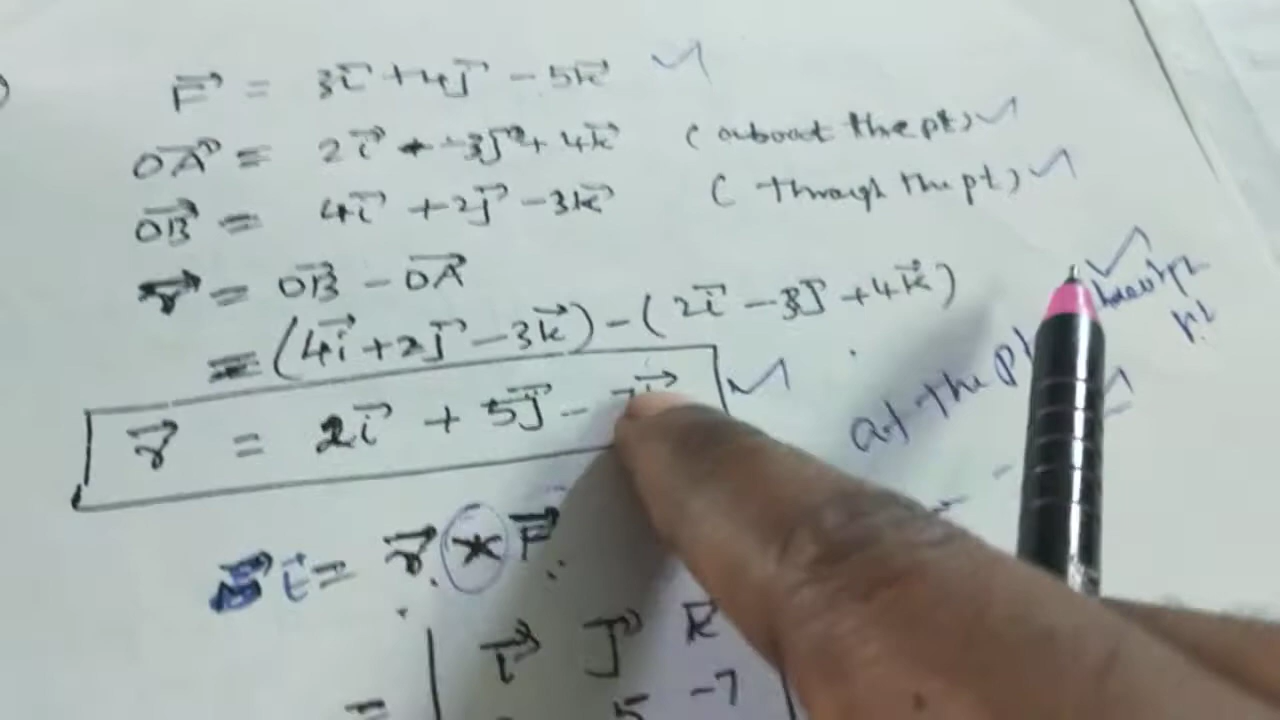 F⃗ = 3i⃗ + 4j⃗ - 5k⃗
OA⃗ = 2i⃗ - 3j⃗ + 4k⃗ (about the pt)
OB⃗ = 4i⃗ + 2j⃗ - 3k⃗ (through the pt)
r⃗ = OB⃗ - OA⃗
= (4i⃗ + 2j⃗ - 3k⃗) - (2i⃗ - 3j⃗ + 4k⃗)
r⃗ = 2i⃗ + 5j⃗ -
at the
pt
t⃗ = r⃗ × F⃗
i⃗ j⃗ k⃗
= 5 -7